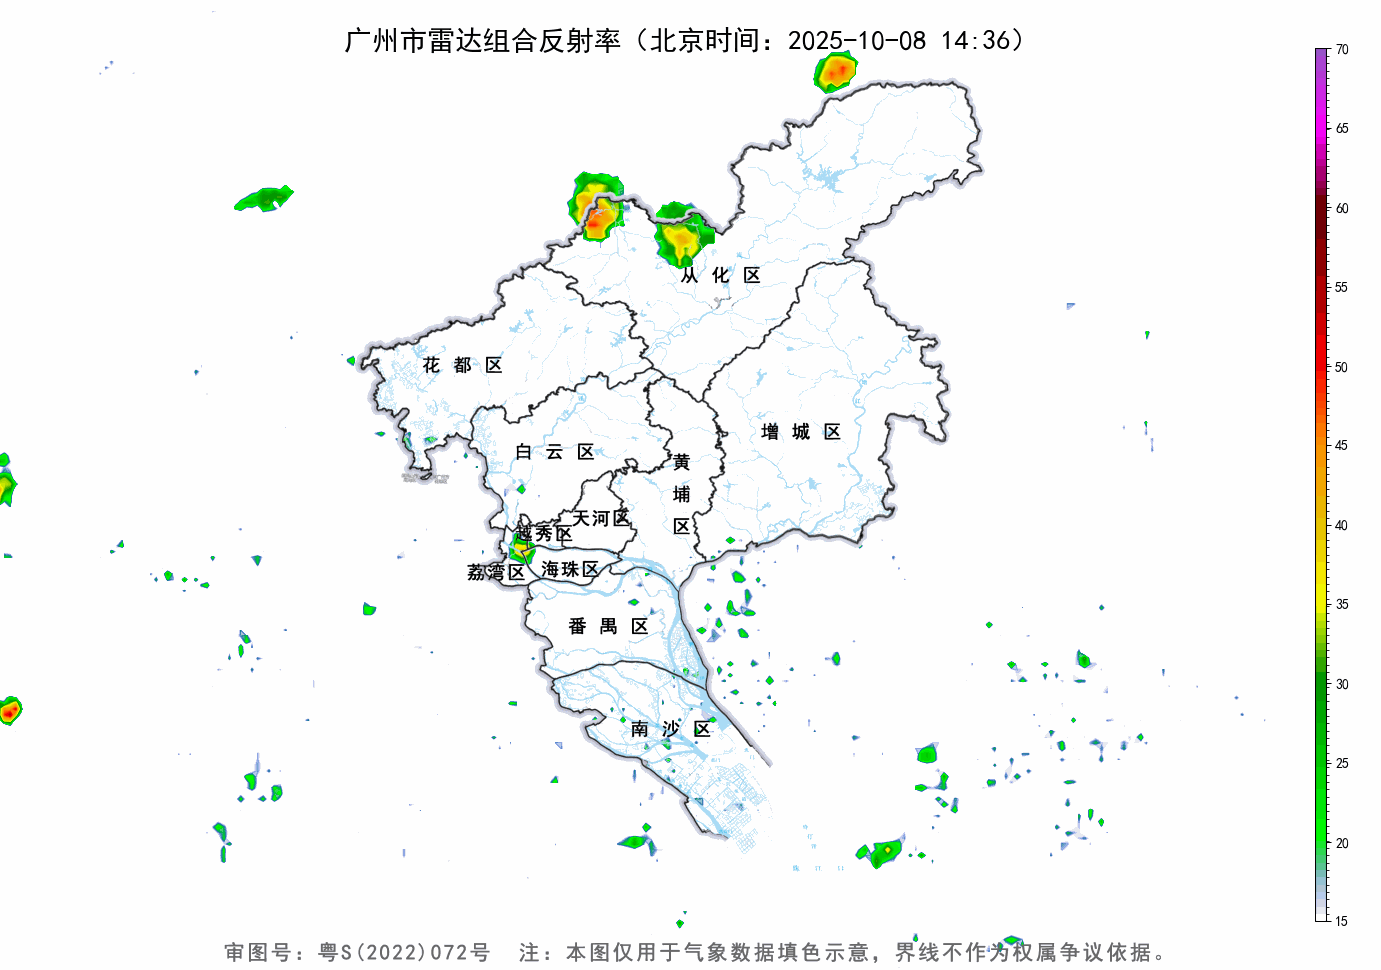 广州市雷达组合反射率（北京时间：2025-10-08 14:36）
70
65
60
55
50
45
40
35
30
25
20
15
从化区
花都区
增城区
白云区
黄埔区
天河区
越秀区
荔湾区
海珠区
番禺区
南沙区
审图号：粤S(2022)072号 注：本图仅用于气象数据填色示意，界线不作为权属争议依据。